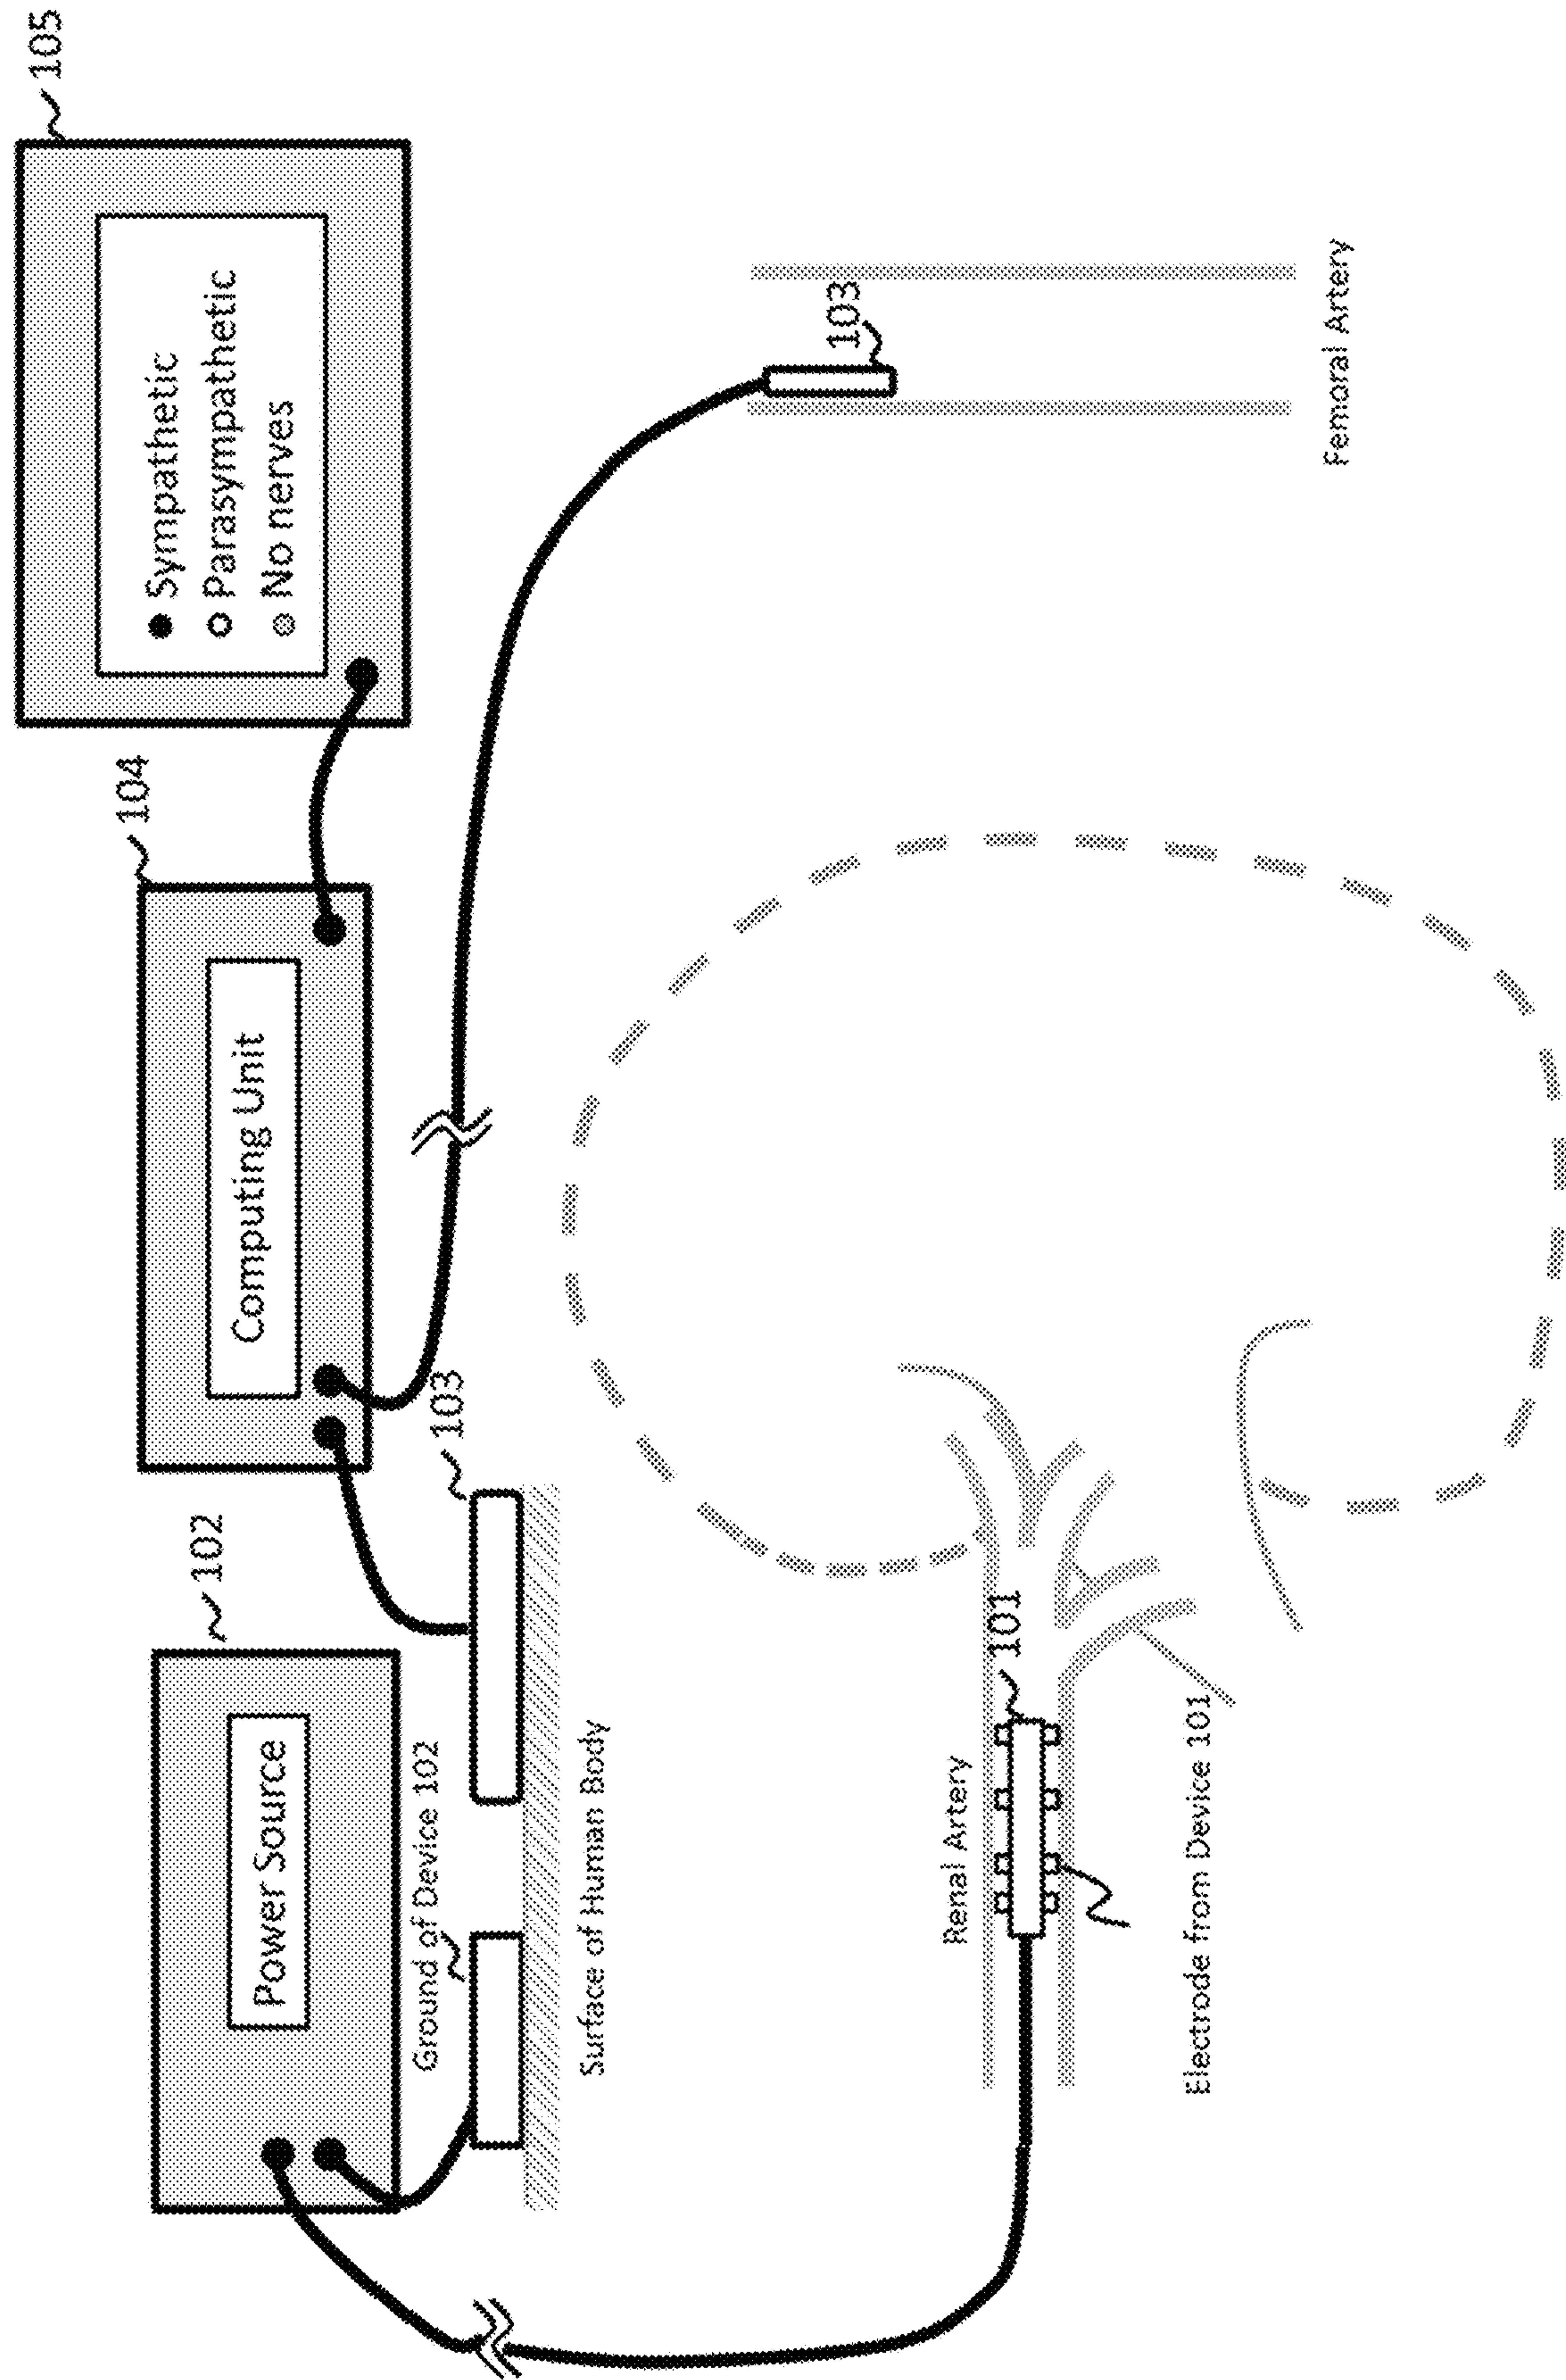 105
Sympathetic
Parasympathetic
No nerves
104
Computing Unit
102
Power Source
Ground of Device 102
103
Surface of Human Body
103
Femoral Artery
Renal Artery
101
Electrode from Device 101